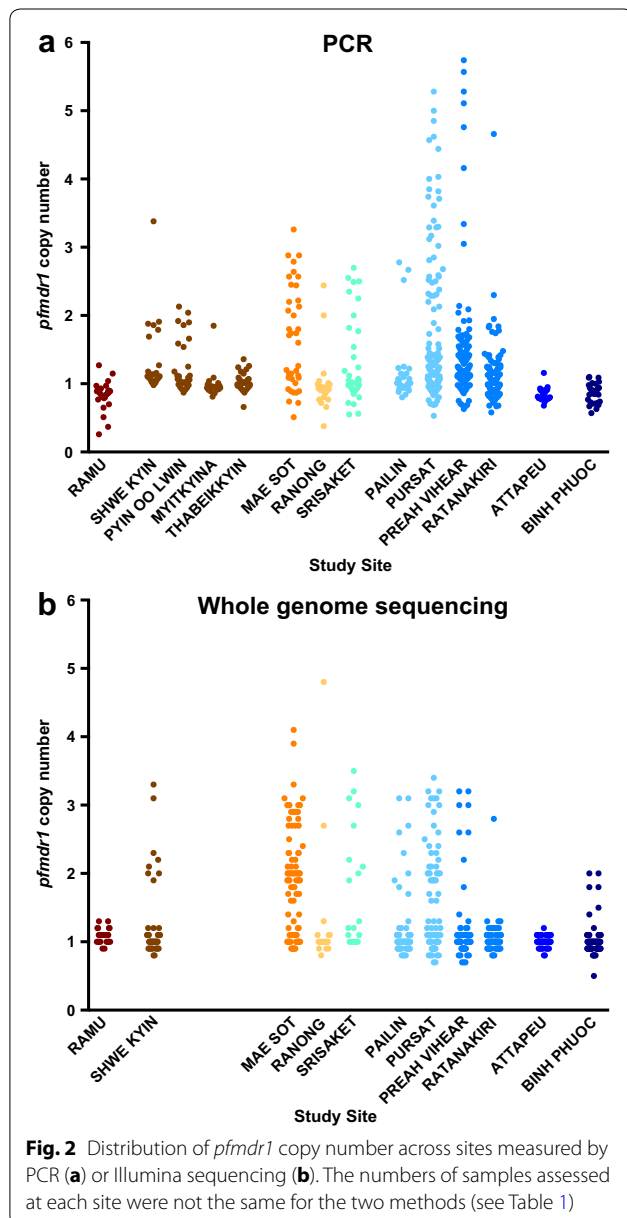 a
PCR
6
5
4
3
2
1
0
pfmdr1 copy number
RAMU
SHWE KYIN
PYIN OO LWIN
MYITKYINA
THABEIKKYIN
MAE SOT
RANONG
SRISAKET
PAILIN
PURSAT
PREAH VIHEAR
RATANAKIRI
ATTAPEU
BINH PHUOC
Study Site
b
Whole genome sequencing
6
5
4
3
2
1
0
pfmdr1 copy number
RAMU
SHWE KYIN
MAE SOT
RANONG
SRISAKET
PAILIN
PURSAT
PREAH VIHEAR
RATANAKIRI
ATTAPEU
BINH PHUOC
Study Site
Fig. 2 Distribution of pfmdr1 copy number across sites measured by
PCR (a) or Illumina sequencing (b). The numbers of samples assessed
at each site were not the same for the two methods (see Table 1)